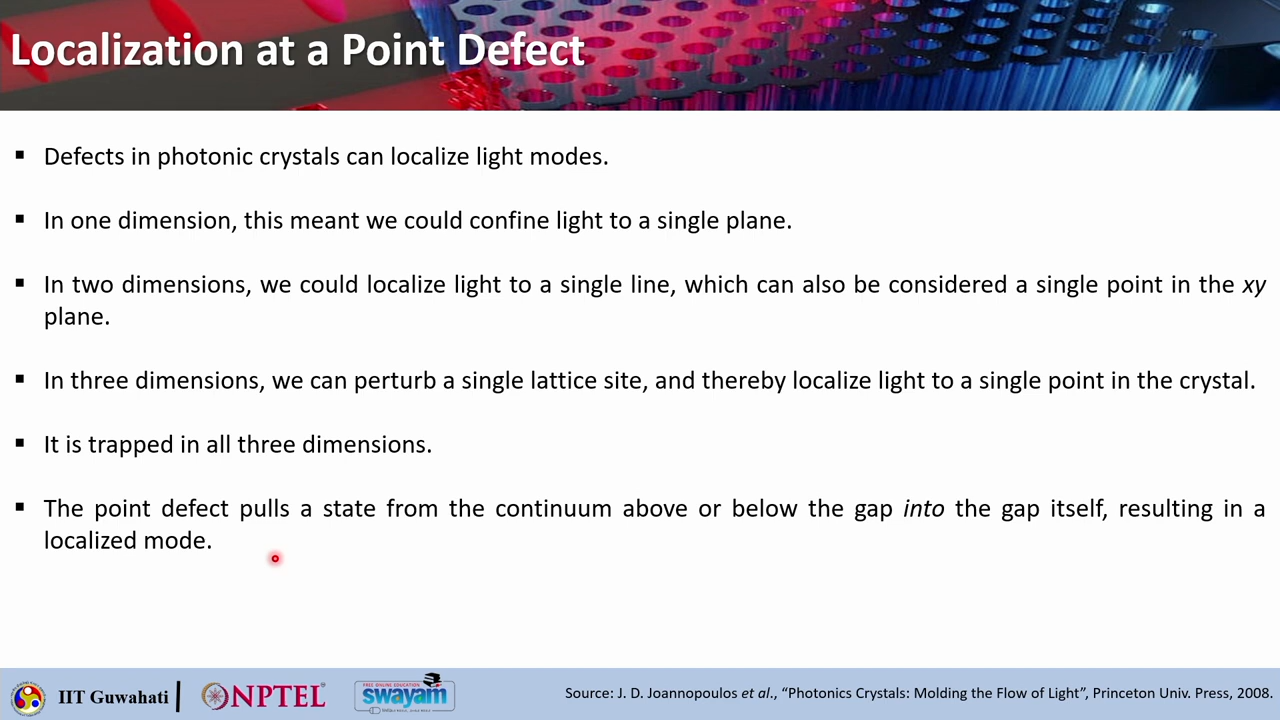 Localization at a Point Defect
▪ Defects in photonic crystals can localize light modes.
▪ In one dimension, this meant we could confine light to a single plane.
▪ In two dimensions, we could localize light to a single line, which can also be considered a single point in the xy
plane.
▪ In three dimensions, we can perturb a single lattice site, and thereby localize light to a single point in the crystal.
▪ It is trapped in all three dimensions.
▪ The point defect pulls a state from the continuum above or below the gap into the gap itself, resulting in a
localized mode.
IIT Guwahati
NPTEL
FREE ONLINE EDUCATION
swayam
Source: J. D. Joannopoulos et al., “Photonics Crystals: Molding the Flow of Light”, Princeton Univ. Press, 2008.